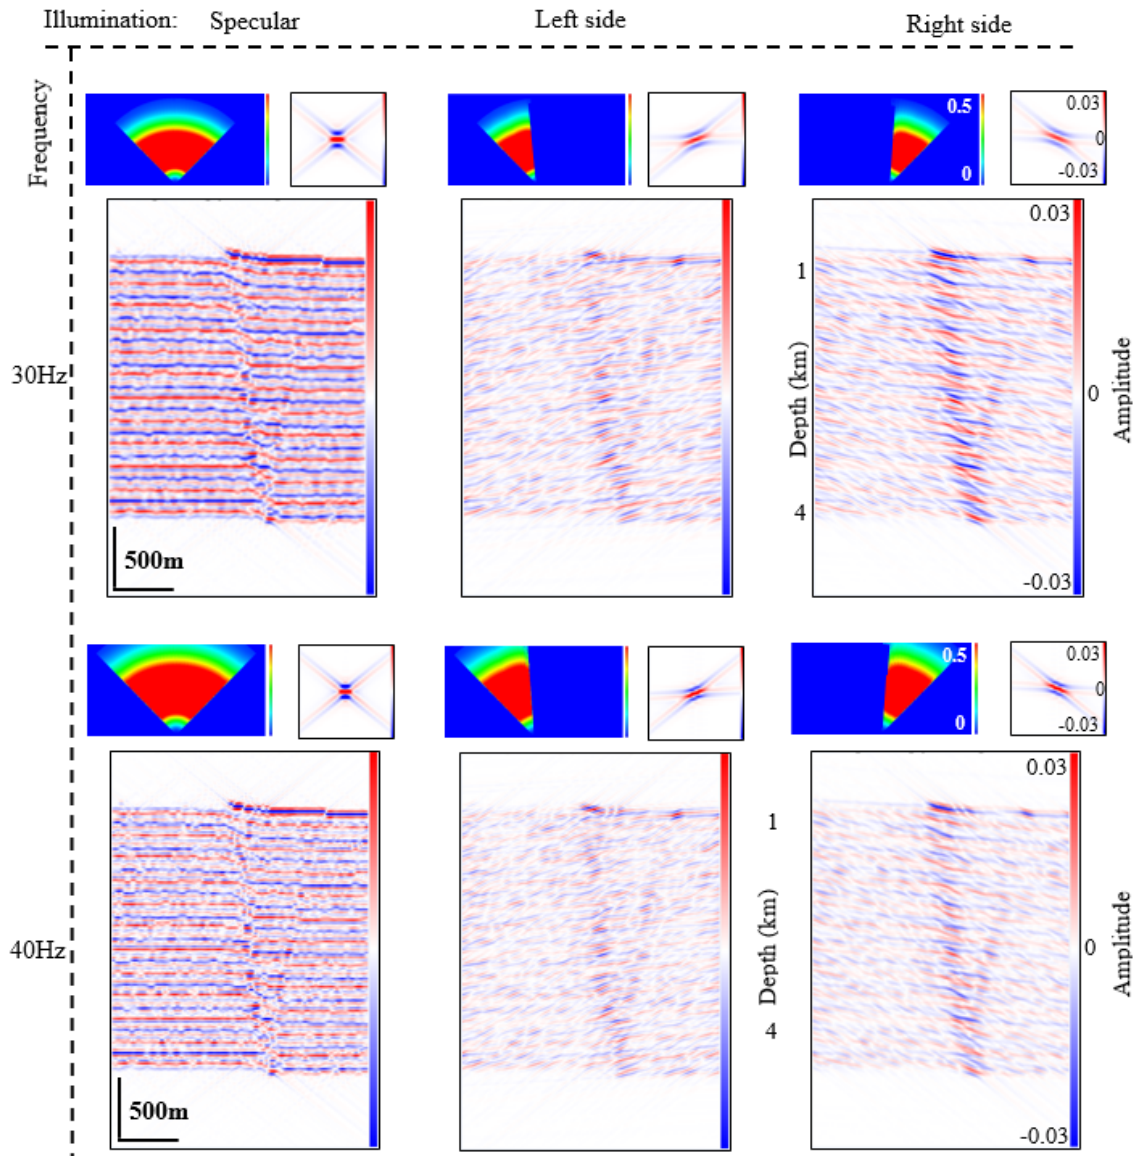 Illumination: Specular Left side Right side
Frequency
0.5
0
0.03
0
-0.03
30Hz
0.03
1
Depth (km)
4
0
Amplitude
-0.03
500m
0.5
0
0.03
0
-0.03
40Hz
0.03
1
Depth (km)
4
0
Amplitude
-0.03
500m